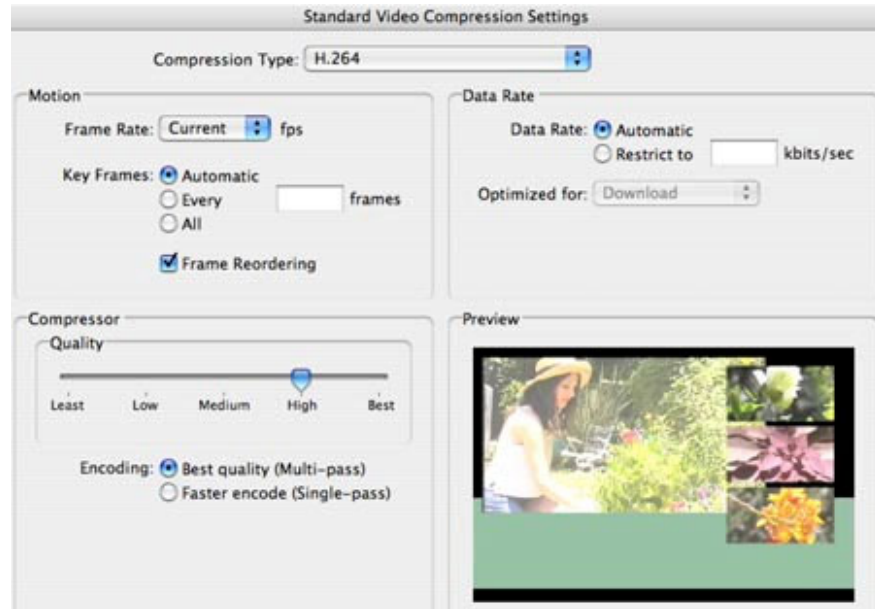 Standard Video Compression Settings
Compression Type: H.264
Motion
Frame Rate: Current fps
Key Frames: Automatic
Every frames
All
Frame Reordering
Data Rate
Data Rate: Automatic
Restrict to kbits/sec
Optimized for: Download
Compressor
Quality
Least Low Medium High Best
Encoding: Best quality (Multi-pass)
Faster encode (Single-pass)
Preview